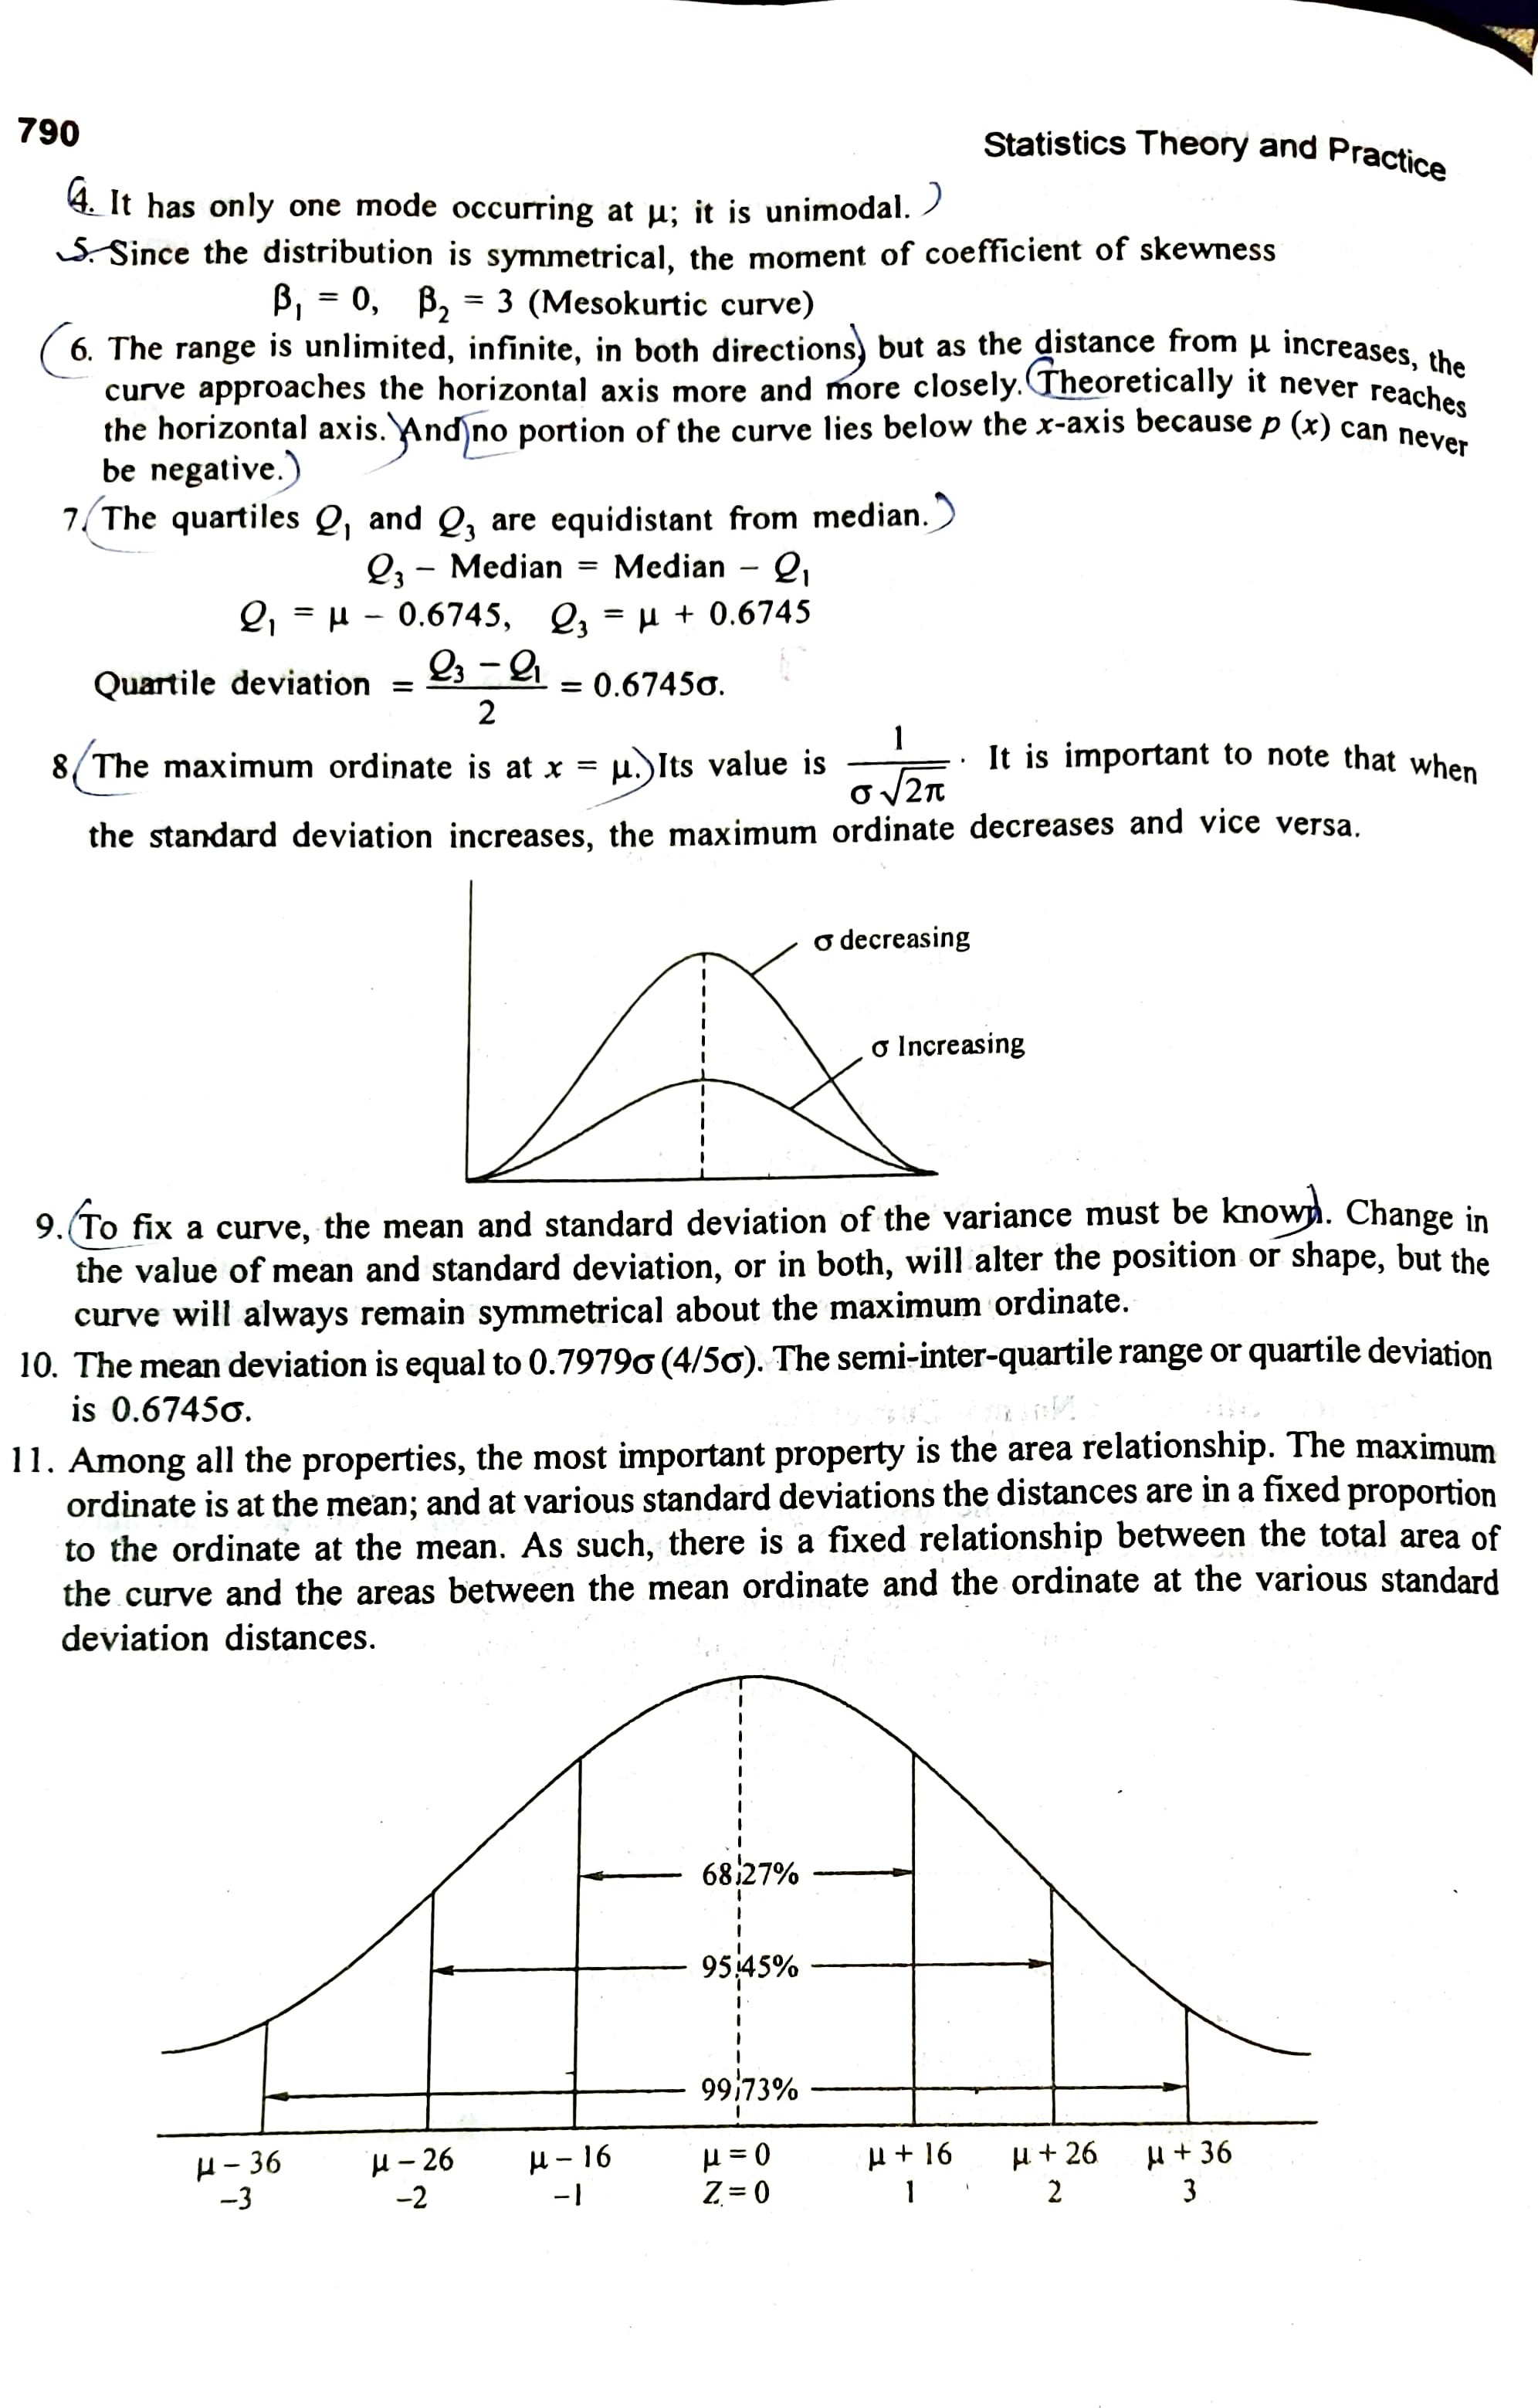 790
Statistics Theory and Practice
4. It has only one mode occurring at μ; it is unimodal.
5. Since the distribution is symmetrical, the moment of coefficient of skewness
β₁ = 0, β₂ = 3 (Mesokurtic curve)
6. The range is unlimited, infinite, in both directions, but as the distance from μ increases, the
curve approaches the horizontal axis more and more closely. Theoretically it never reaches
the horizontal axis. And no portion of the curve lies below the x-axis because p (x) can never
be negative.
7. The quartiles Q₁ and Q₃ are equidistant from median.
Q₃ – Median = Median – Q₁
Q₁ = μ – 0.6745, Q₃ = μ + 0.6745
Quartile deviation = (Q₃ – Q₁)/2 = 0.6745σ.
8. The maximum ordinate is at x = μ. Its value is 1/(σ√2π). It is important to note that when
the standard deviation increases, the maximum ordinate decreases and vice versa.
σ decreasing
σ Increasing
9. To fix a curve, the mean and standard deviation of the variance must be known. Change in
the value of mean and standard deviation, or in both, will alter the position or shape, but the
curve will always remain symmetrical about the maximum ordinate.
10. The mean deviation is equal to 0.7979σ (4/5σ). The semi-inter-quartile range or quartile deviation
is 0.6745σ.
11. Among all the properties, the most important property is the area relationship. The maximum
ordinate is at the mean; and at various standard deviations the distances are in a fixed proportion
to the ordinate at the mean. As such, there is a fixed relationship between the total area of
the curve and the areas between the mean ordinate and the ordinate at the various standard
deviation distances.
68.27%
95.45%
99.73%
μ – 36 μ – 26 μ – 16 μ = 0 μ + 16 μ + 26 μ + 36
–3 –2 –1 Z = 0 1 2 3